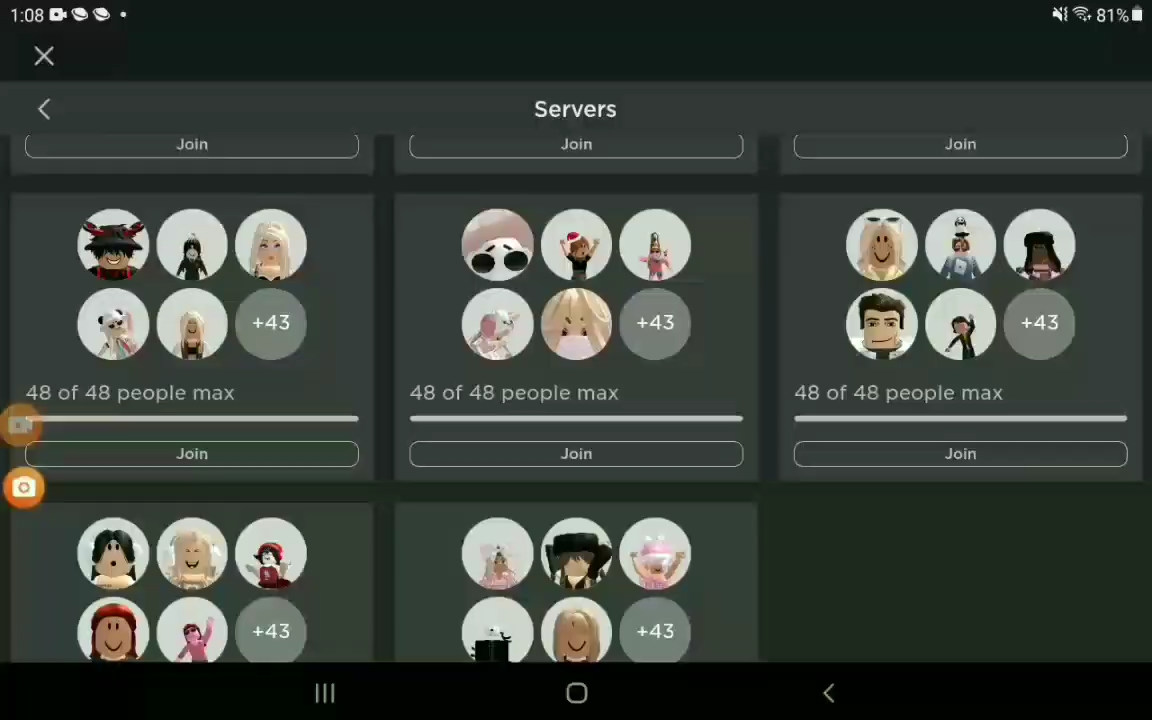 1:08
81%
Servers
Join Join Join
+43 +43 +43
48 of 48 people max 48 of 48 people max 48 of 48 people max
Join Join Join
+43 +43